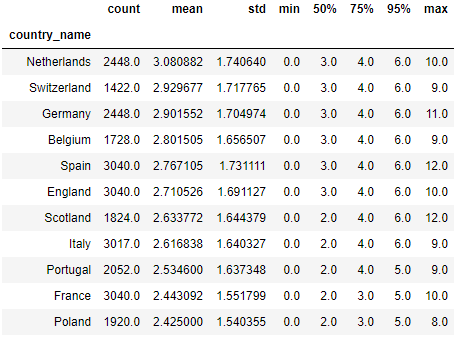 count mean std min 50% 75% 95% max
country_name
Netherlands 2448.0 3.080882 1.740640 0.0 3.0 4.0 6.0 10.0
Switzerland 1422.0 2.929677 1.717765 0.0 3.0 4.0 6.0 9.0
Germany 2448.0 2.901552 1.704974 0.0 3.0 4.0 6.0 11.0
Belgium 1728.0 2.801505 1.656507 0.0 3.0 4.0 6.0 9.0
Spain 3040.0 2.767105 1.731111 0.0 3.0 4.0 6.0 12.0
England 3040.0 2.710526 1.691127 0.0 3.0 4.0 6.0 10.0
Scotland 1824.0 2.633772 1.644379 0.0 2.0 4.0 6.0 12.0
Italy 3017.0 2.616838 1.640327 0.0 2.0 4.0 6.0 9.0
Portugal 2052.0 2.534600 1.637348 0.0 2.0 4.0 5.0 9.0
France 3040.0 2.443092 1.551799 0.0 2.0 3.0 5.0 10.0
Poland 1920.0 2.425000 1.540355 0.0 2.0 3.0 5.0 8.0